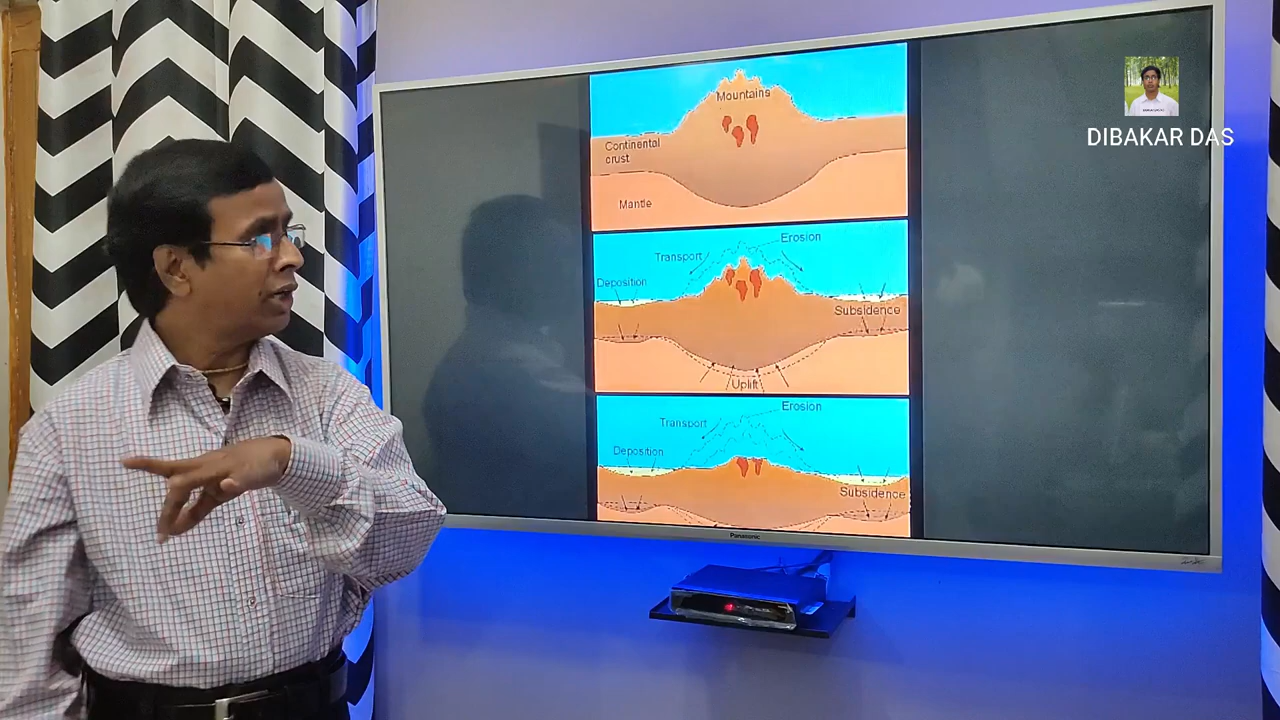 DIBAKAR DAS
Mountains
Continental
crust
Mantle
Erosion
Transport
Deposition
Subsidence
Uplift
Erosion
Transport
Deposition
Subsidence
Panasonic